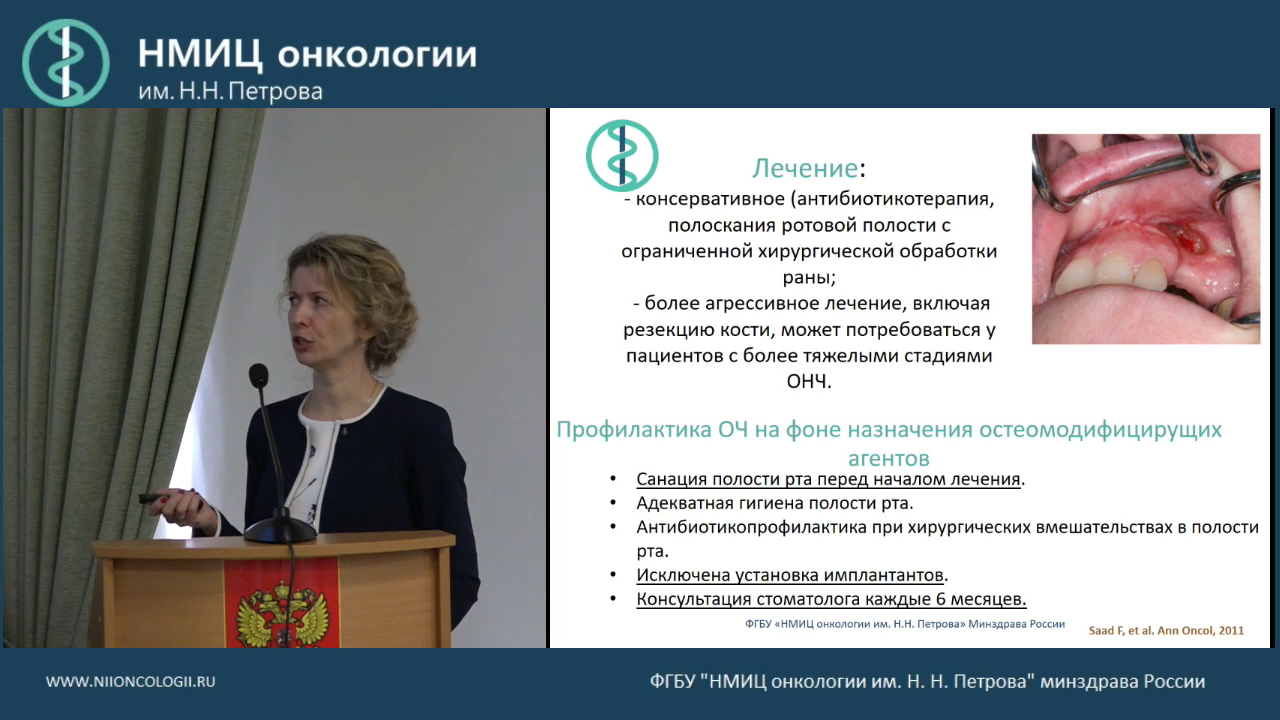 НМИЦ онкологии
им. Н.Н. Петрова
Лечение:
- консервативное (антибиотикотерапия,
полоскания ротовой полости с
ограниченной хирургической обработки
раны;
- более агрессивное лечение, включая
резекцию кости, может потребоваться у
пациентов с более тяжелыми стадиями
ОНЧ.
Профилактика ОЧ на фоне назначения остеомодифицирущих
агентов
• Санация полости рта перед началом лечения.
• Адекватная гигиена полости рта.
• Антибиотикопрофилактика при хирургических вмешательствах в полости
рта.
• Исключена установка имплантантов.
• Консультация стоматолога каждые 6 месяцев.
ФГБУ «НМИЦ онкологии им. Н.Н. Петрова» Минздрава России
Saad F, et al. Ann Oncol, 2011
WWW.NIIONCOLOGII.RU
ФГБУ "НМИЦ онкологии им. Н. Н. Петрова" минздрава России